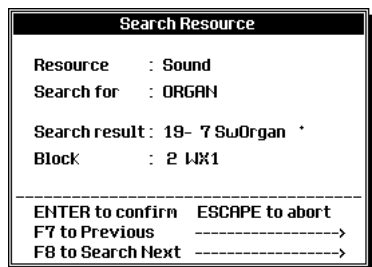 Search Resource
Resource : Sound
Search for : ORGAN
Search result : 19- 7 SwOrgan *
Block : 2 WX1
ENTER to confirm ESCAPE to abort
F7 to Previous ------------------>
F8 to Search Next ------------------>